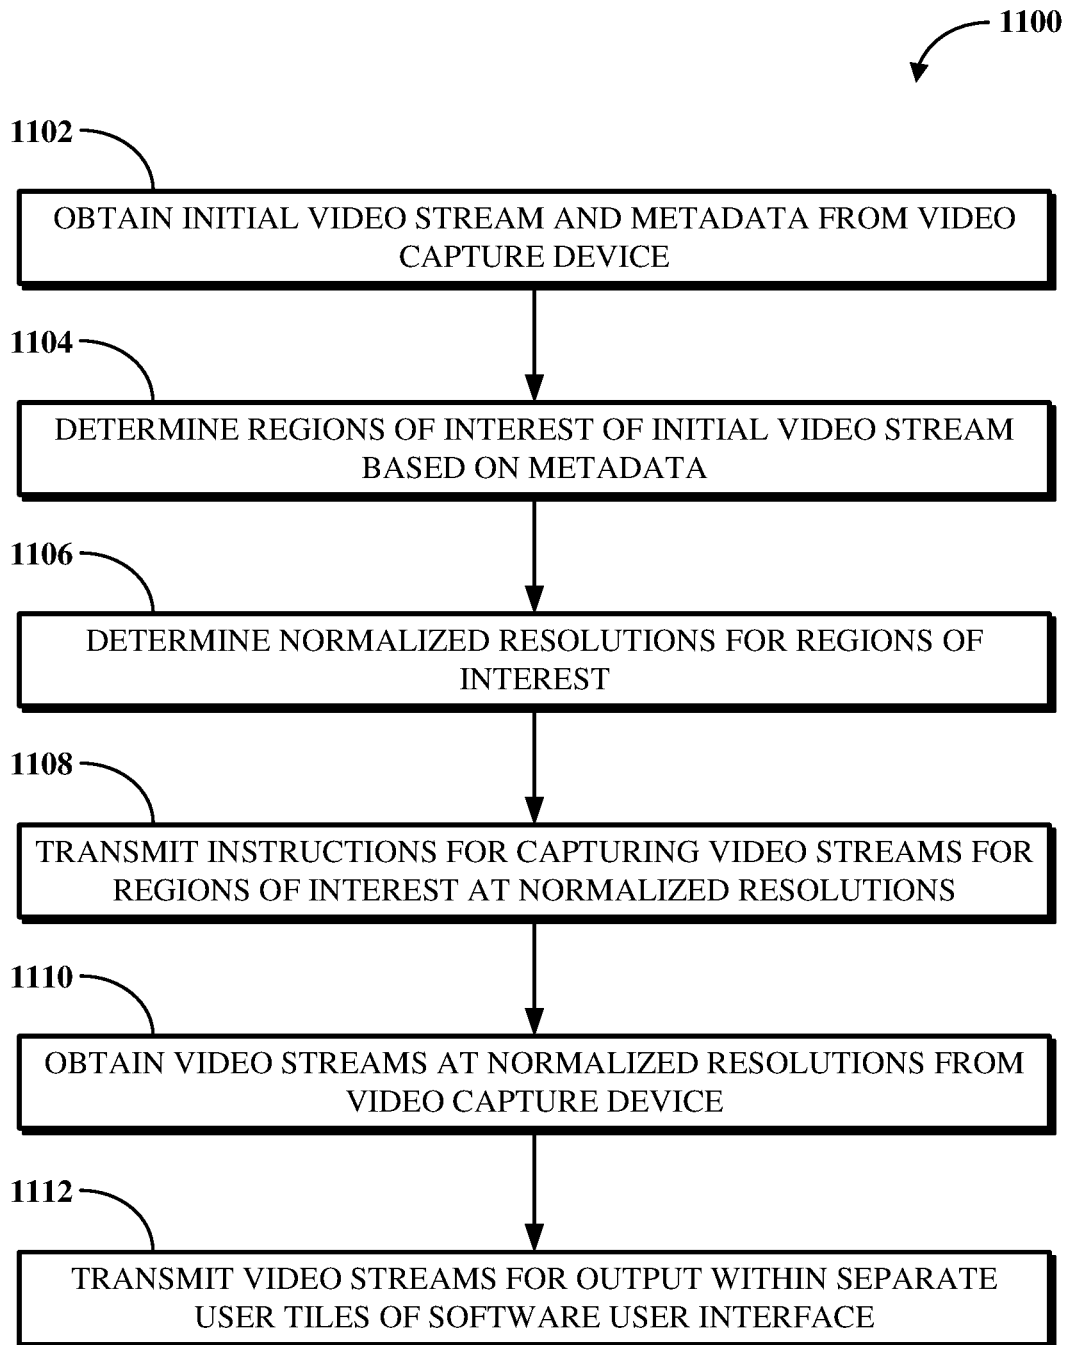 1100
1102
OBTAIN INITIAL VIDEO STREAM AND METADATA FROM VIDEO
CAPTURE DEVICE
1104
DETERMINE REGIONS OF INTEREST OF INITIAL VIDEO STREAM
BASED ON METADATA
1106
DETERMINE NORMALIZED RESOLUTIONS FOR REGIONS OF
INTEREST
1108
TRANSMIT INSTRUCTIONS FOR CAPTURING VIDEO STREAMS FOR
REGIONS OF INTEREST AT NORMALIZED RESOLUTIONS
1110
OBTAIN VIDEO STREAMS AT NORMALIZED RESOLUTIONS FROM
VIDEO CAPTURE DEVICE
1112
TRANSMIT VIDEO STREAMS FOR OUTPUT WITHIN SEPARATE
USER TILES OF SOFTWARE USER INTERFACE